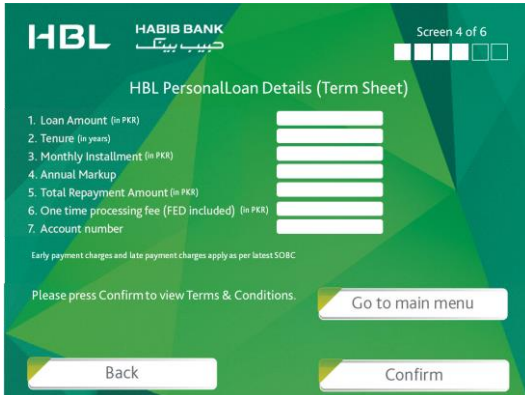 HBL HABIB BANK
حبیب بینک
Screen 4 of 6
HBL PersonalLoan Details (Term Sheet)
1. Loan Amount (in PKR)
2. Tenure (in years)
3. Monthly Installment (in PKR)
4. Annual Markup
5. Total Repayment Amount (in PKR)
6. One time processing fee (FED included) (in PKR)
7. Account number
Early payment charges and late payment charges apply as per latest SOBC
Please press Confirm to view Terms & Conditions.
Go to main menu
Back
Confirm